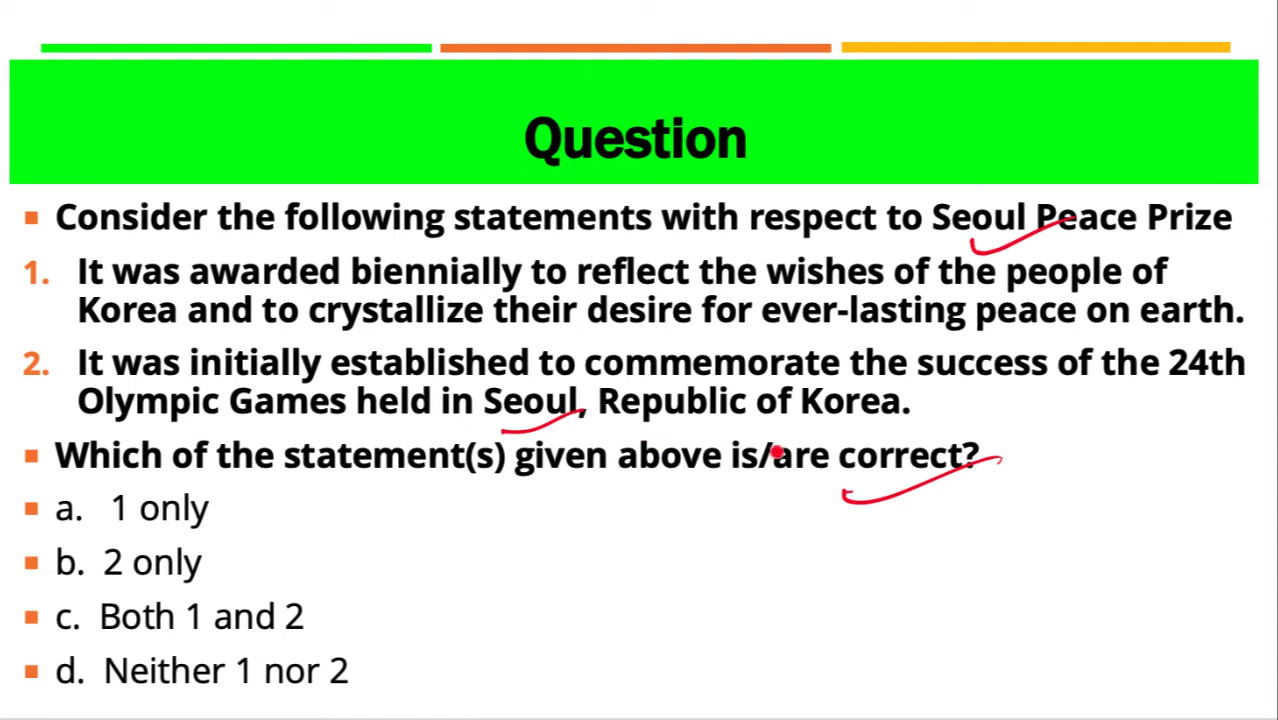 Question
Consider the following statements with respect to Seoul Peace Prize
1. It was awarded biennially to reflect the wishes of the people of
Korea and to crystallize their desire for ever-lasting peace on earth.
2. It was initially established to commemorate the success of the 24th
Olympic Games held in Seoul, Republic of Korea.
Which of the statement(s) given above is/are correct?
a. 1 only
b. 2 only
c. Both 1 and 2
d. Neither 1 nor 2